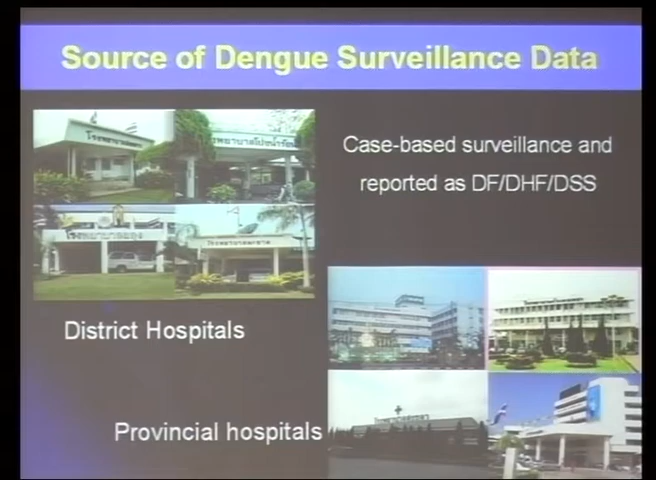 Source of Dengue Surveillance Data
Case-based surveillance and
reported as DF/DHF/DSS
District Hospitals
Provincial hospitals